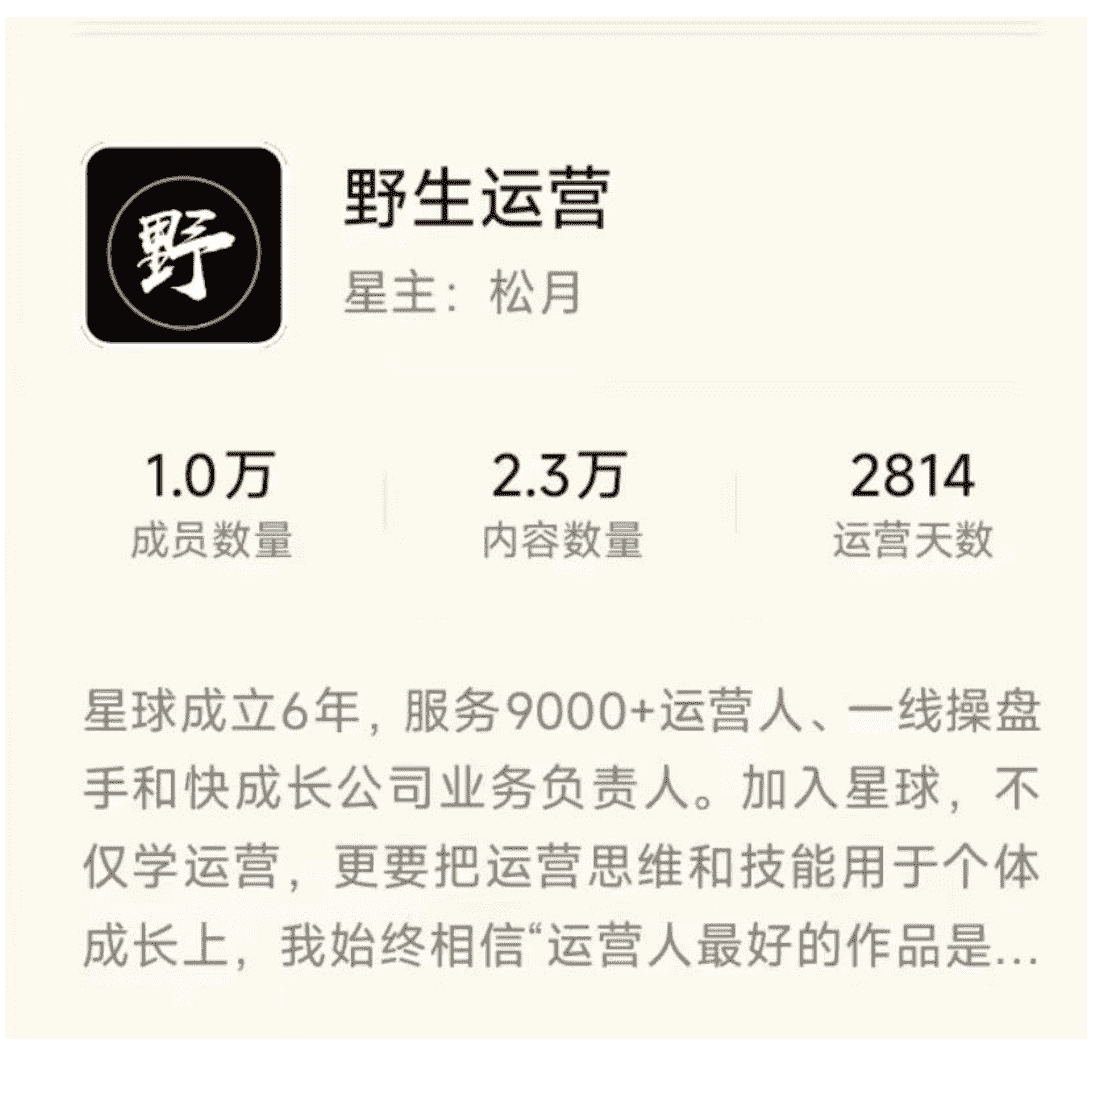 野
野生运营
星主：松月
1.0万
成员数量
2.3万
内容数量
2814
运营天数
星球成立6年，服务9000+运营人、一线操盘
手和快成长公司业务负责人。加入星球，不
仅学运营，更要把运营思维和技能用于个体
成长上，我始终相信“运营人最好的作品是...